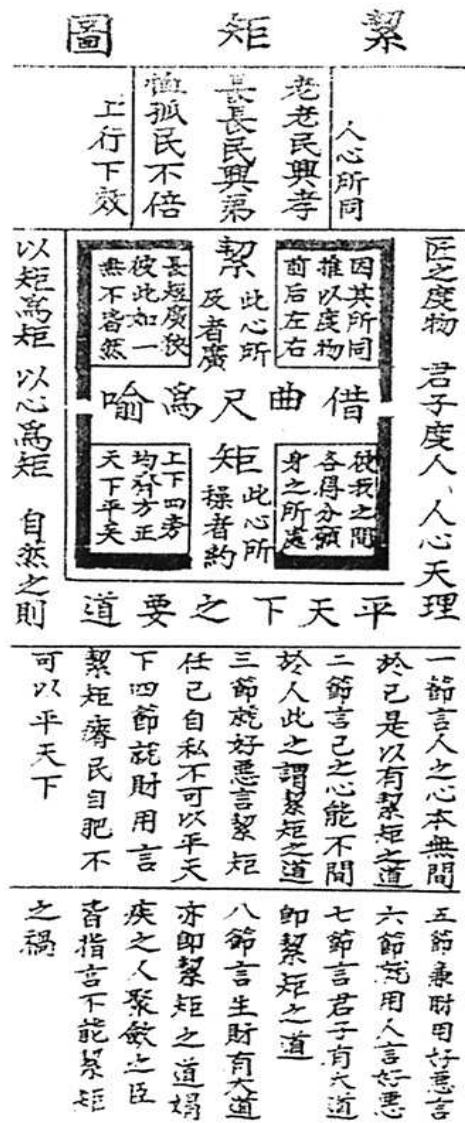 絜矩圖
人心所同
老老民興孝
長長民興弟
恤孤民不倍
上行下效
匠之度物　君子度人、人心天理
因其所同
推以度物
前后左右
絜
此心所
及者廣
長短廣狹
彼此如一
無不皆然
借曲尺爲喻
彼我之間
各得分願
身之所處
矩
此心所
操者約
上下四旁
均齊方正
天下平矣
以矩爲矩　以心爲矩　自然之則
平天下之要道
一節言人之心本無間
於己是以有絜矩之道
二節言己之心能不間
於人此之謂絜矩之道
三節就好惡言絜矩
任己自私不可以平天
下四節就財用言
絜矩瘠民自肥不
可以平天下
五節兼財用好惡言
六節就用人言好惡
七節言君子有大道
即絜矩之道
八節言生財有大道
亦即絜矩之道媢
疾之人聚斂之臣
皆指言不能絜矩
之禍